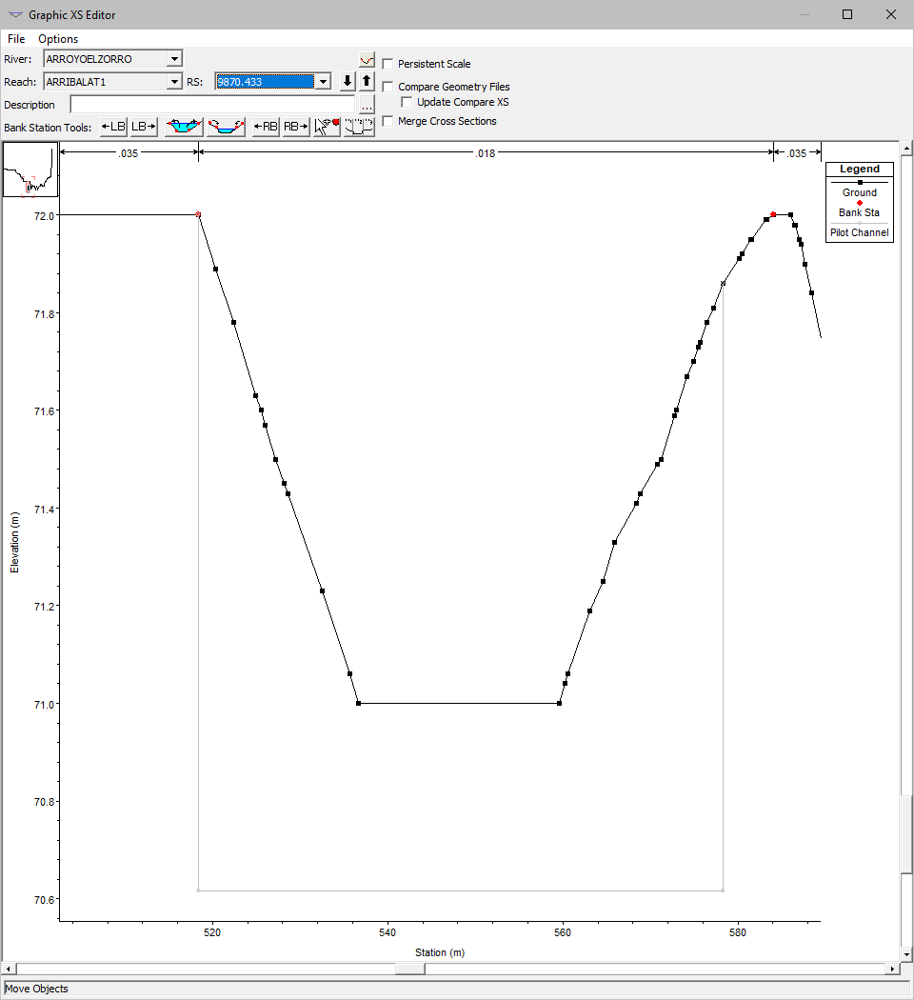 Graphic XS Editor
File Options
River: ARROYOELZORRO
Persistent Scale
Reach: ARRIBALAT1 RS: 9870.433
Compare Geometry Files
Update Compare XS
Description ...
Merge Cross Sections
Bank Station Tools: LB LB RB RB
.035 .018 .035
Legend
Ground
Bank Sta
Pilot Channel
72.0
71.8
71.6
71.4
71.2
71.0
70.8
70.6
Elevation (m)
520 540 560 580
Station (m)
Move Objects